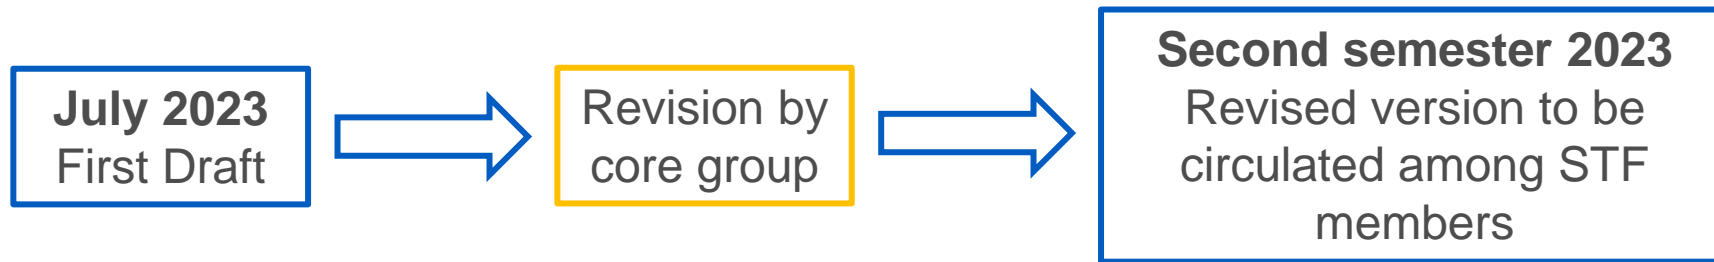 July 2023
First Draft
Revision by
core group
Second semester 2023
Revised version to be
circulated among STF
members